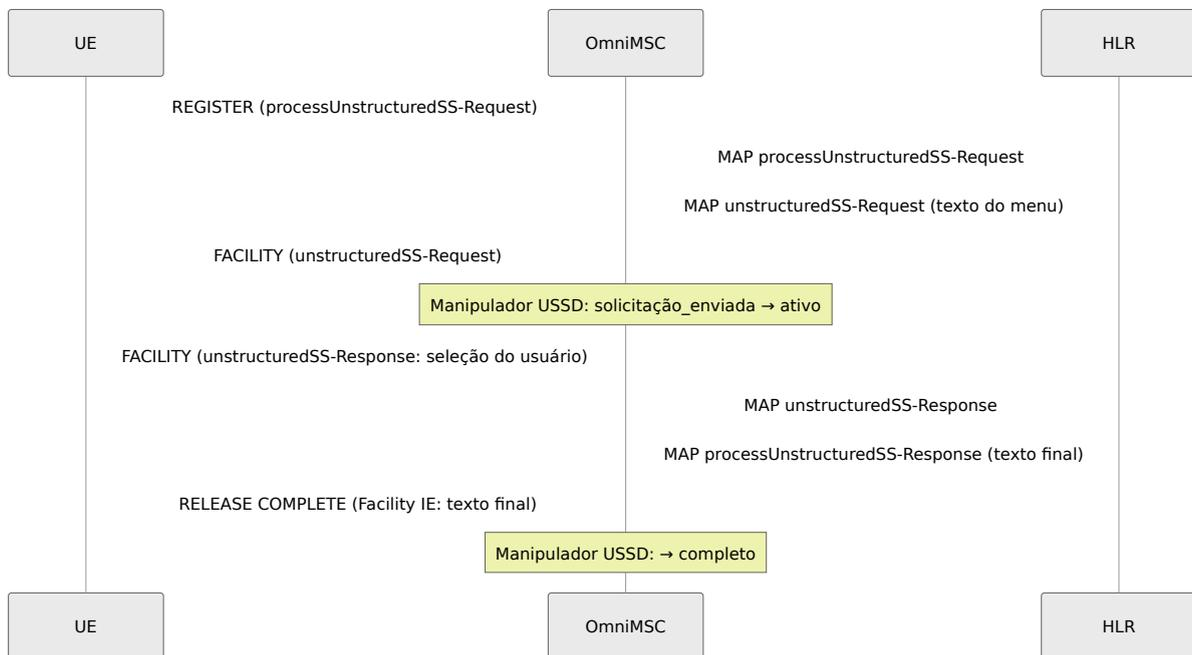 UE
OmniMSC
HLR
REGISTER (processUnstructuredSS-Request)
MAP processUnstructuredSS-Request
MAP unstructuredSS-Request (texto do menu)
FACILITY (unstructuredSS-Request)
Manipulador USSD: solicitação_enviada → ativo
FACILITY (unstructuredSS-Response: seleção do usuário)
MAP unstructuredSS-Response
MAP processUnstructuredSS-Response (texto final)
RELEASE COMPLETE (Facility IE: texto final)
Manipulador USSD: → completo
UE
OmniMSC
HLR